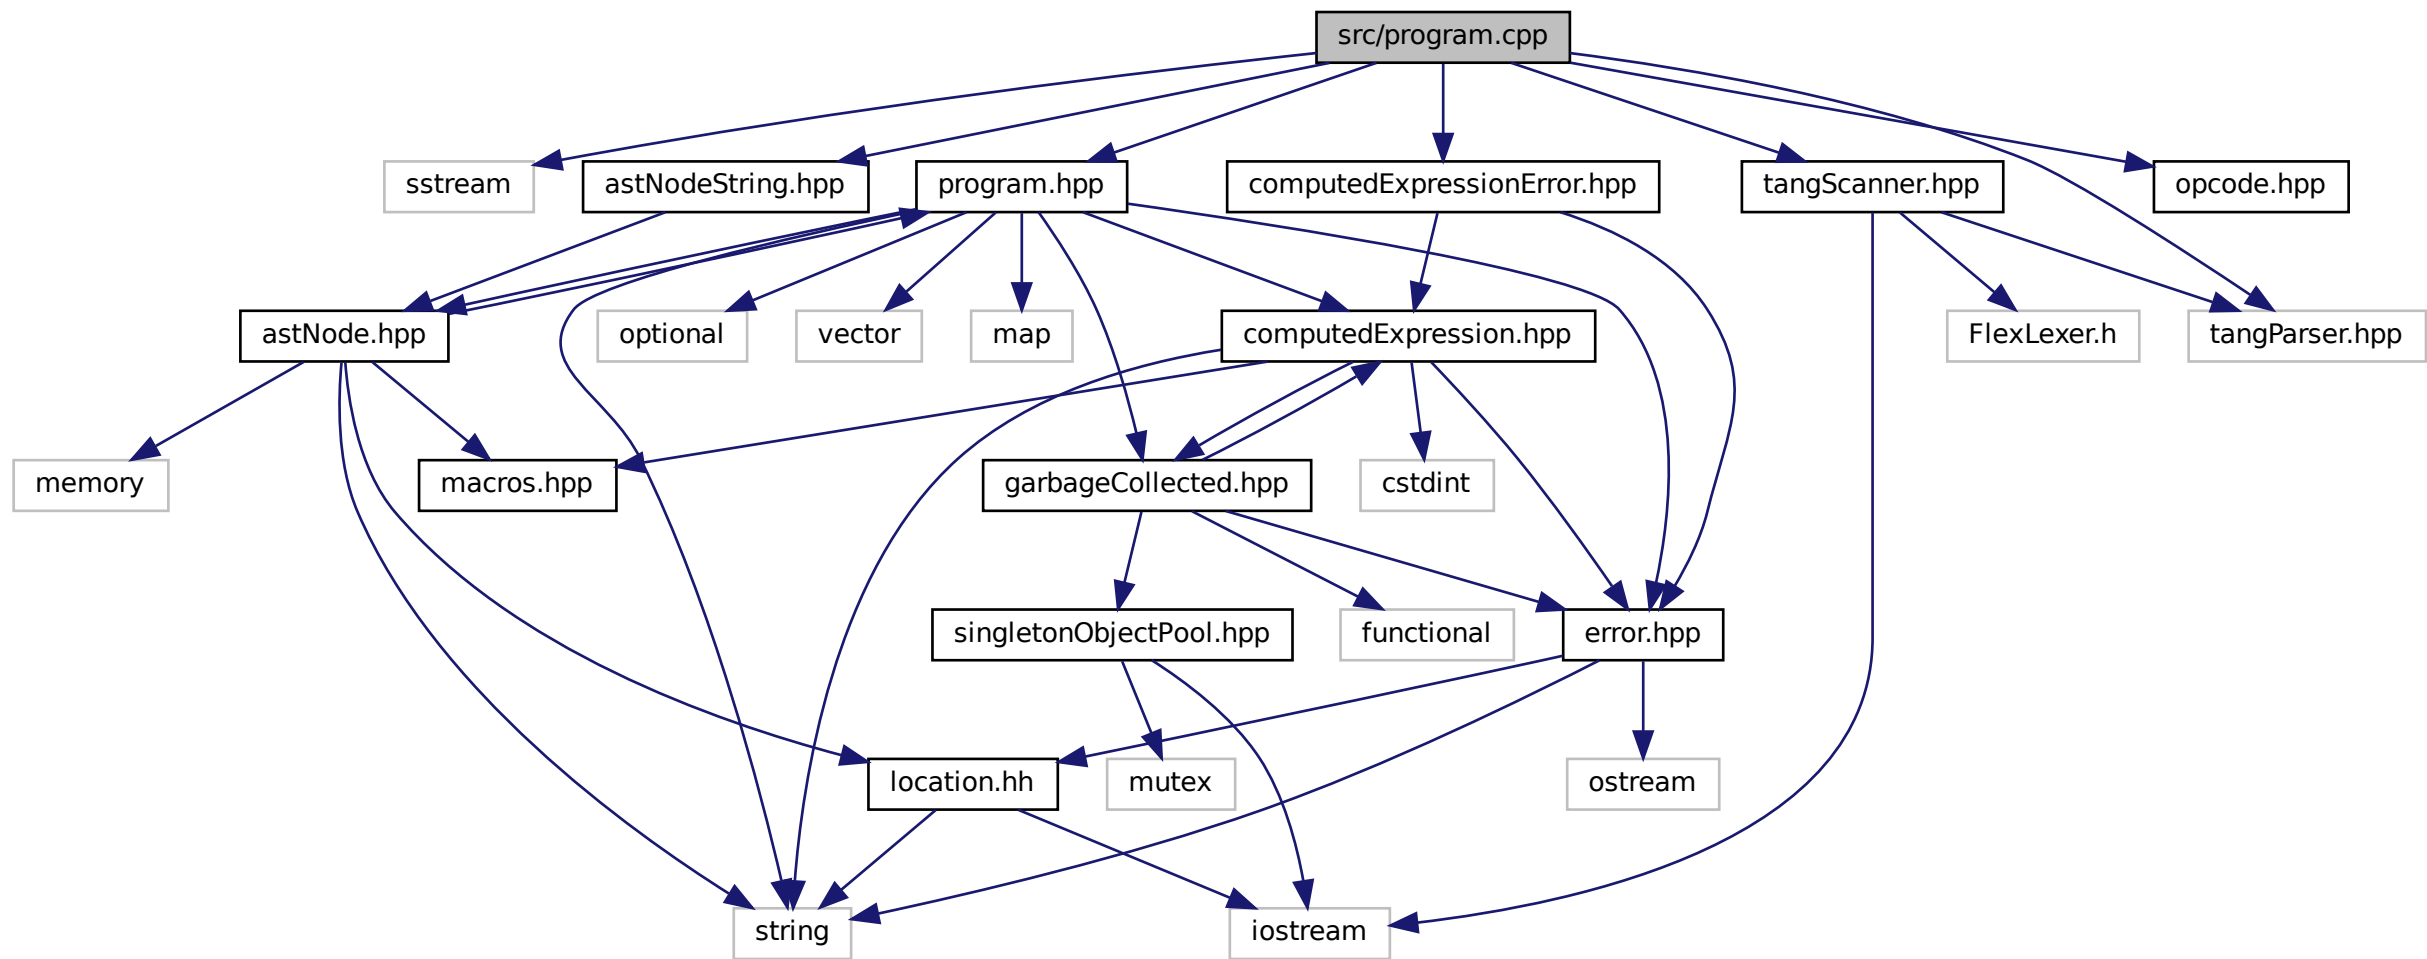 src/program.cpp
sstream
astNodeString.hpp
program.hpp
computedExpressionError.hpp
tangScanner.hpp
opcode.hpp
astNode.hpp
optional
vector
map
computedExpression.hpp
FlexLexer.h
tangParser.hpp
memory
macros.hpp
garbageCollected.hpp
cstdint
singletonObjectPool.hpp
functional
error.hpp
location.hh
mutex
ostream
string
iostream